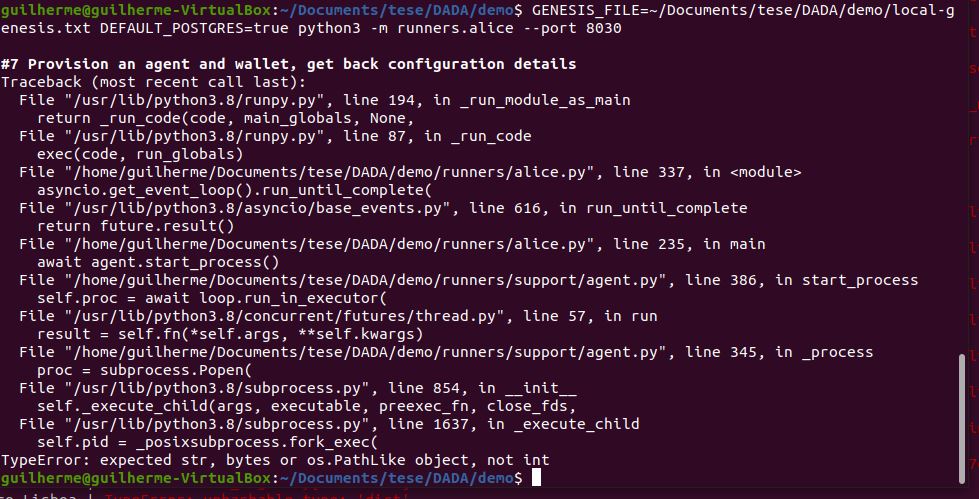 guilherme@guilherme-VirtualBox:~/Documents/tese/DADA/demo$ GENESIS_FILE=~/Documents/tese/DADA/demo/local-g
enesis.txt DEFAULT_POSTGRES=true python3 -m runners.alice --port 8030

#7 Provision an agent and wallet, get back configuration details
Traceback (most recent call last):
  File "/usr/lib/python3.8/runpy.py", line 194, in _run_module_as_main
    return _run_code(code, main_globals, None,
  File "/usr/lib/python3.8/runpy.py", line 87, in _run_code
    exec(code, run_globals)
  File "/home/guilherme/Documents/tese/DADA/demo/runners/alice.py", line 337, in <module>
    asyncio.get_event_loop().run_until_complete(
  File "/usr/lib/python3.8/asyncio/base_events.py", line 616, in run_until_complete
    return future.result()
  File "/home/guilherme/Documents/tese/DADA/demo/runners/alice.py", line 235, in main
    await agent.start_process()
  File "/home/guilherme/Documents/tese/DADA/demo/runners/support/agent.py", line 386, in start_process
    self.proc = await loop.run_in_executor(
  File "/usr/lib/python3.8/concurrent/futures/thread.py", line 57, in run
    result = self.fn(*self.args, **self.kwargs)
  File "/home/guilherme/Documents/tese/DADA/demo/runners/support/agent.py", line 345, in _process
    proc = subprocess.Popen(
  File "/usr/lib/python3.8/subprocess.py", line 854, in __init__
    self._execute_child(args, executable, preexec_fn, close_fds,
  File "/usr/lib/python3.8/subprocess.py", line 1637, in _execute_child
    self.pid = _posixsubprocess.fork_exec(
TypeError: expected str, bytes or os.PathLike object, not int
guilherme@guilherme-VirtualBox:~/Documents/tese/DADA/demo$